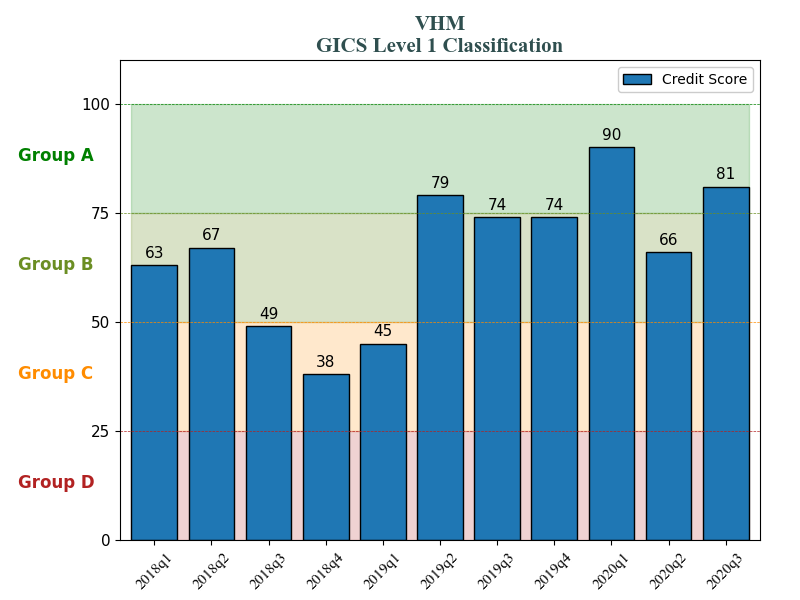 VHM
GICS Level 1 Classification
Credit Score
100
Group A
75
Group B
50
Group C
25
Group D
0
63
67
49
38
45
79
74
74
90
66
81
2018q1
2018q2
2018q3
2018q4
2019q1
2019q2
2019q3
2019q4
2020q1
2020q2
2020q3